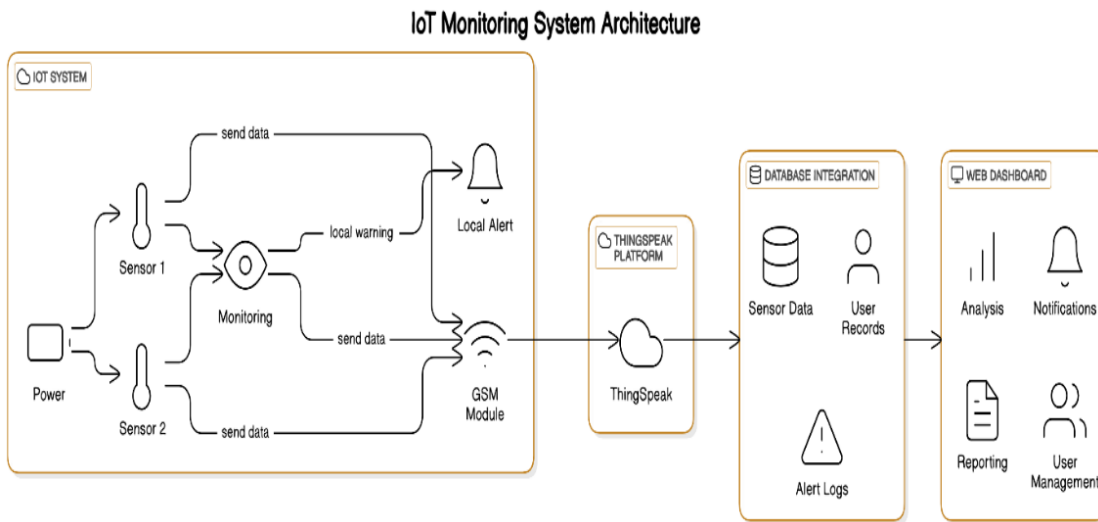 IoT Monitoring System Architecture
IOT SYSTEM
send data
Sensor 1
local warning
Local Alert
Monitoring
send data
Power
Sensor 2
GSM
Module
send data
THINGSPEAK
PLATFORM
ThingSpeak
DATABASE INTEGRATION
Sensor Data
User
Records
Alert Logs
WEB DASHBOARD
Analysis
Notifications
Reporting
User
Management